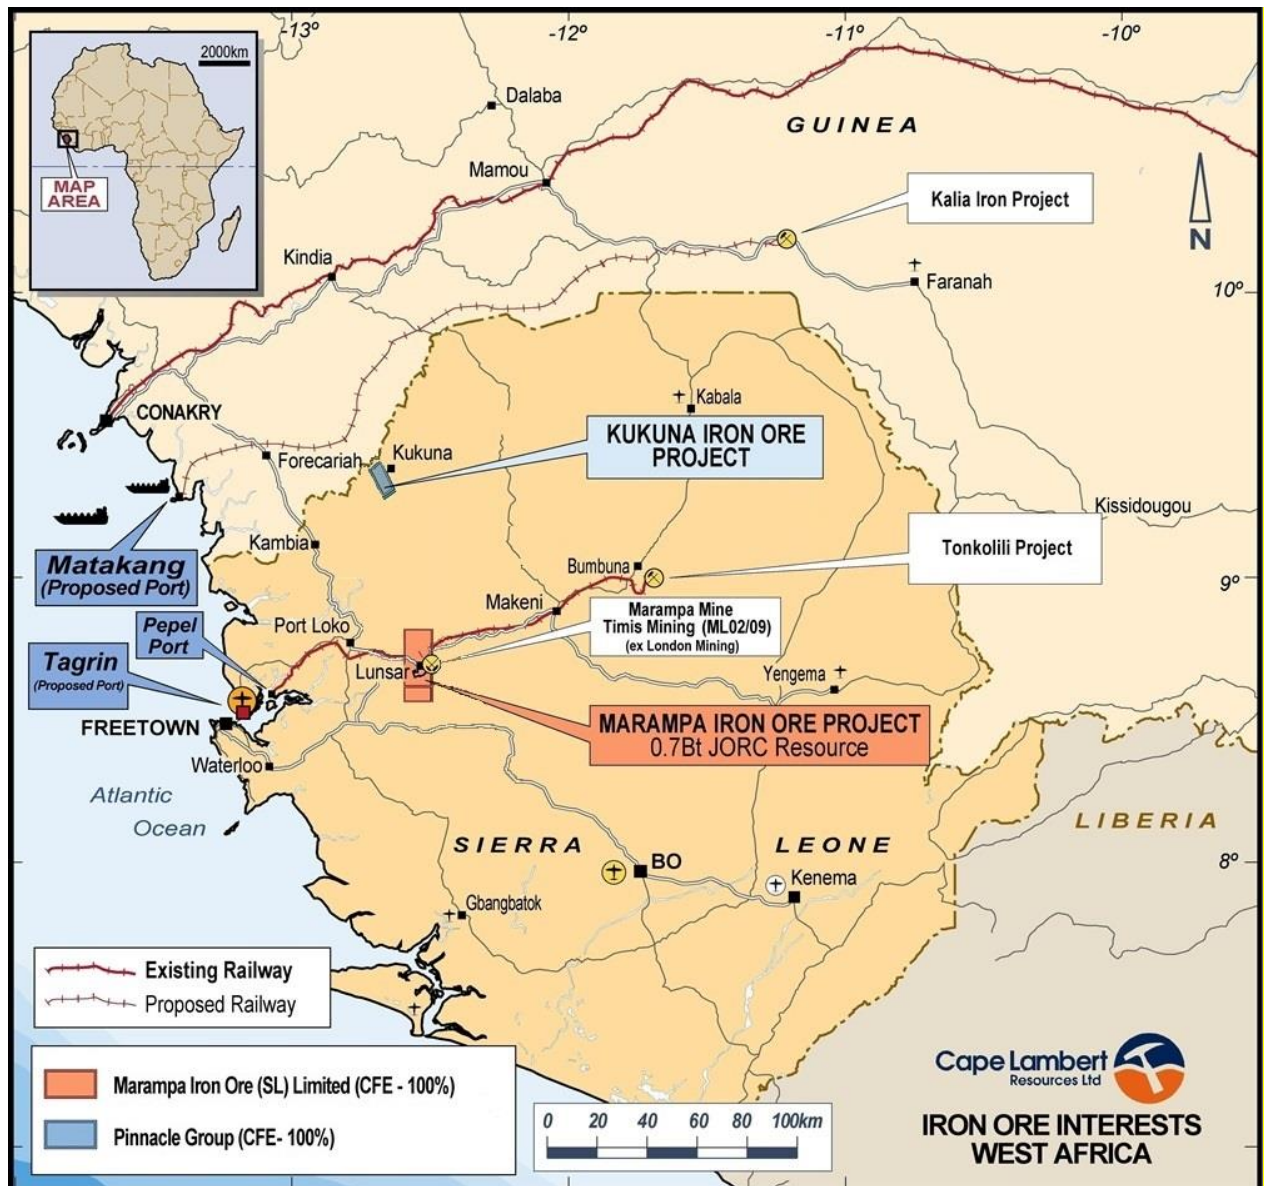 -13º
-12º
-11º
-10º
2000km
MAP
AREA
Dalaba
GUINEA
Mamou
Kalia Iron Project
N
Kindia
Faranah
10º
Kabala
CONAKRY
KUKUNA IRON ORE
PROJECT
Kukuna
Forecariah
Kissidougou
Kambia
Tonkolili Project
Matakang
(Proposed Port)
Bumbuna
9º
Makeni
Marampa Mine
Timis Mining (ML02/09)
(ex London Mining)
Pepel
Port
Port Loko
Tagrin
(Proposed Port)
Lunsar
Yengema
FREETOWN
MARAMPA IRON ORE PROJECT
0.7Bt JORC Resource
Waterloo
Atlantic
Ocean
LIBERIA
SIERRA LEONE
BO
8º
Kenema
Gbangbatok
Existing Railway
Proposed Railway
Marampa Iron Ore (SL) Limited (CFE - 100%)
Pinnacle Group (CFE- 100%)
0 20 40 60 80 100km
Cape Lambert
Resources Ltd
IRON ORE INTERESTS
WEST AFRICA